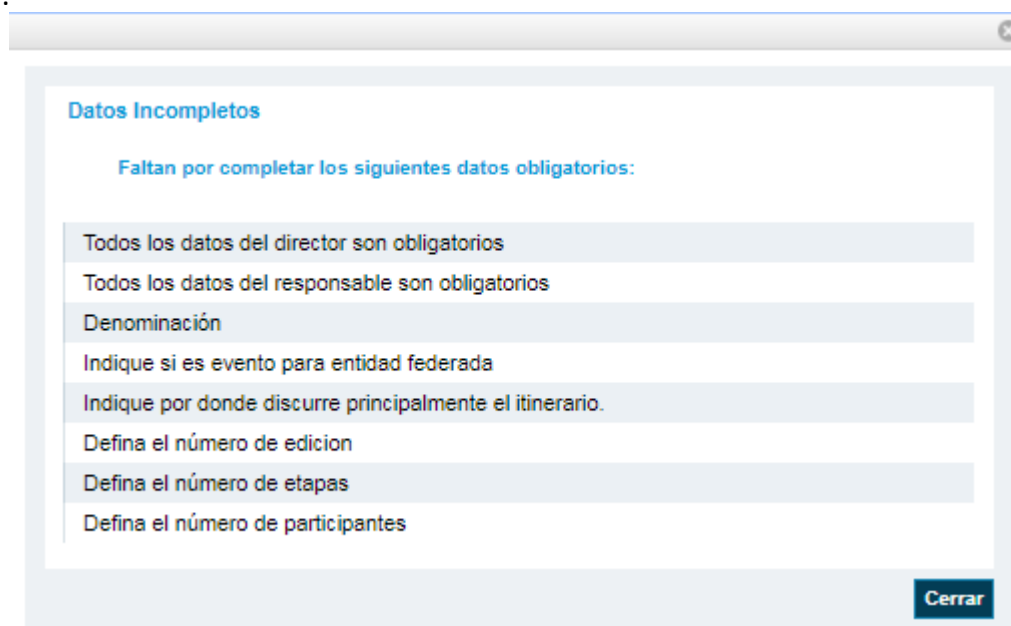 .
Datos Incompletos
Faltan por completar los siguientes datos obligatorios:
Todos los datos del director son obligatorios
Todos los datos del responsable son obligatorios
Denominación
Indique si es evento para entidad federada
Indique por donde discurre principalmente el itinerario.
Defina el número de edicion
Defina el número de etapas
Defina el número de participantes
Cerrar